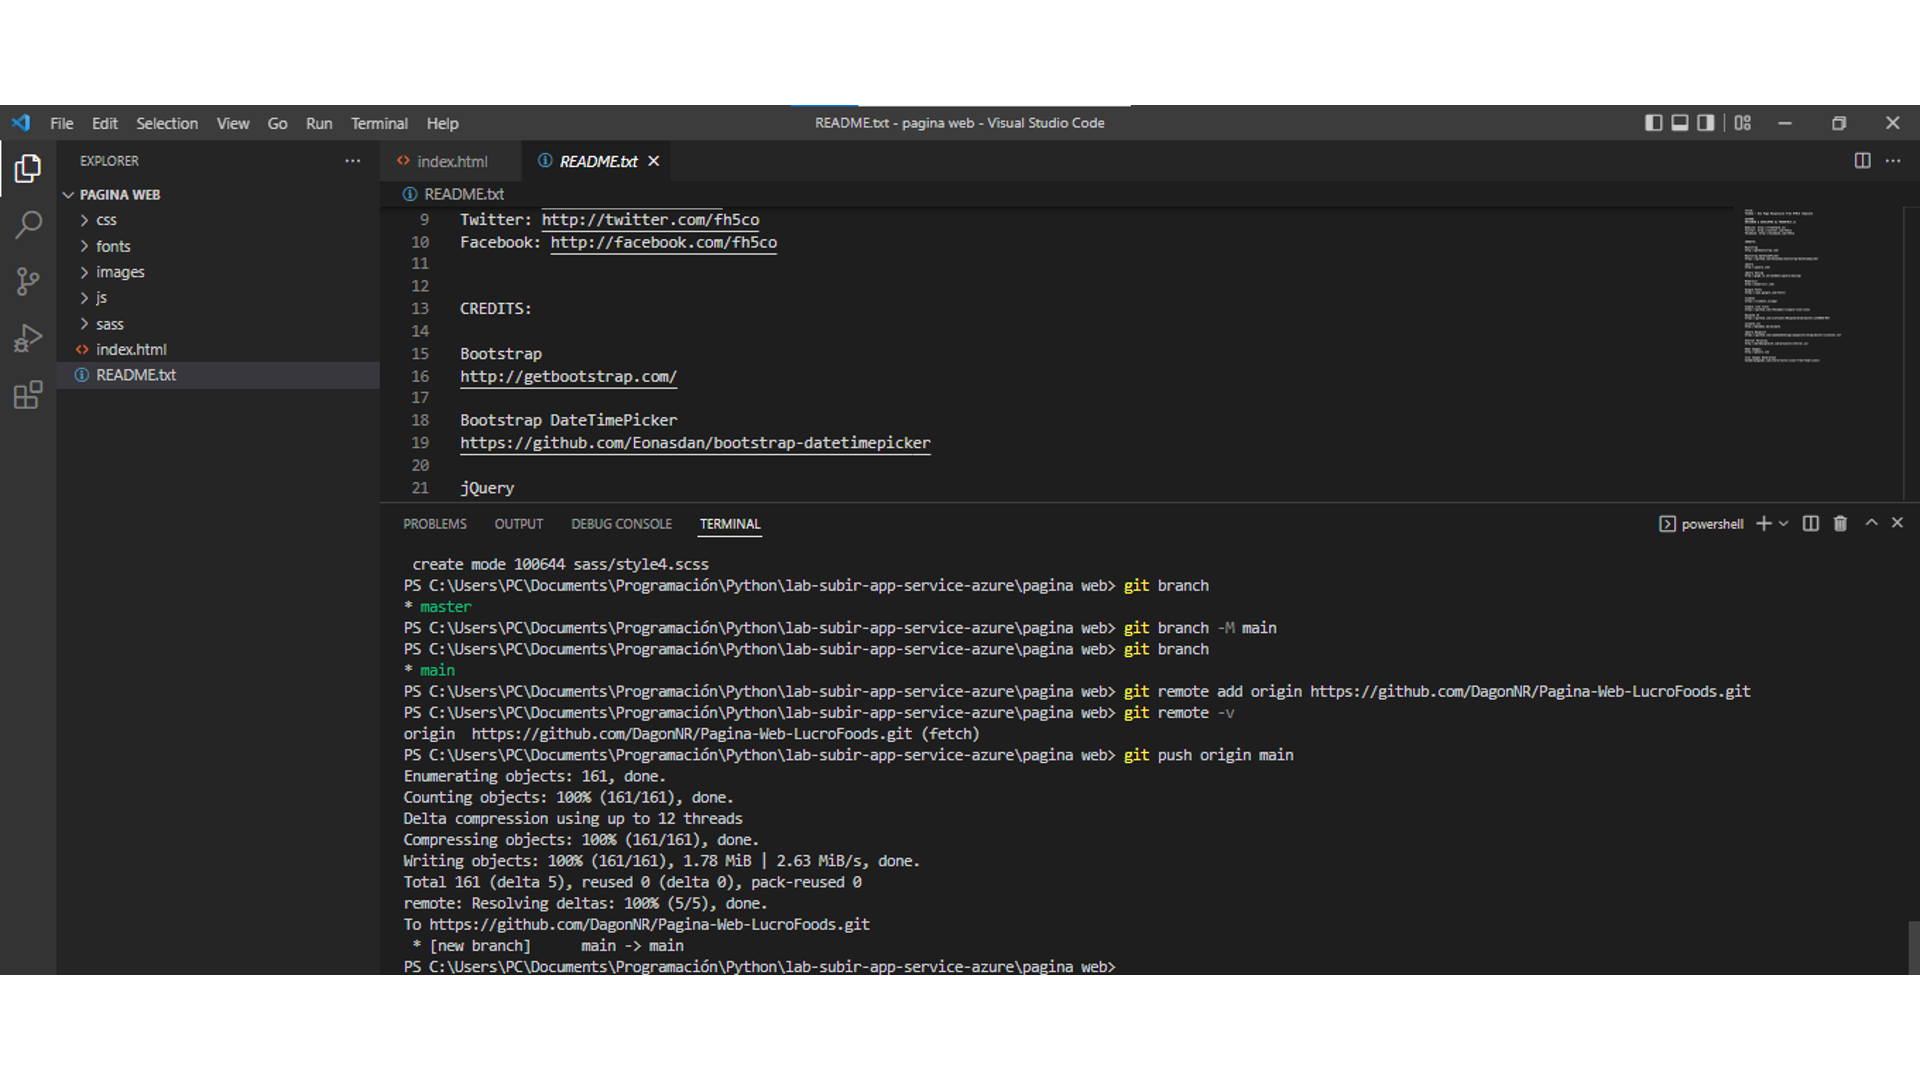 File Edit Selection View Go Run Terminal Help
README.txt - pagina web - Visual Studio Code
EXPLORER
PAGINA WEB
css
fonts
images
js
sass
index.html
README.txt
index.html
README.txt
README.txt
9 Twitter: http://twitter.com/fh5co
10 Facebook: http://facebook.com/fh5co
11
12
13 CREDITS:
14
15 Bootstrap
16 http://getbootstrap.com/
17
18 Bootstrap DateTimePicker
19 https://github.com/Eonasdan/bootstrap-datetimepicker
20
21 jQuery
PROBLEMS OUTPUT DEBUG CONSOLE TERMINAL
powershell
create mode 100644 sass/style4.scss
PS C:\Users\PC\Documents\Programación\Python\lab-subir-app-service-azure\pagina web> git branch
* master
PS C:\Users\PC\Documents\Programación\Python\lab-subir-app-service-azure\pagina web> git branch -M main
PS C:\Users\PC\Documents\Programación\Python\lab-subir-app-service-azure\pagina web> git branch
* main
PS C:\Users\PC\Documents\Programación\Python\lab-subir-app-service-azure\pagina web> git remote add origin https://github.com/DagonNR/Pagina-Web-LucroFoods.git
PS C:\Users\PC\Documents\Programación\Python\lab-subir-app-service-azure\pagina web> git remote -v
origin  https://github.com/DagonNR/Pagina-Web-LucroFoods.git (fetch)
PS C:\Users\PC\Documents\Programación\Python\lab-subir-app-service-azure\pagina web> git push origin main
Enumerating objects: 161, done.
Counting objects: 100% (161/161), done.
Delta compression using up to 12 threads
Compressing objects: 100% (161/161), done.
Writing objects: 100% (161/161), 1.78 MiB | 2.63 MiB/s, done.
Total 161 (delta 5), reused 0 (delta 0), pack-reused 0
remote: Resolving deltas: 100% (5/5), done.
To https://github.com/DagonNR/Pagina-Web-LucroFoods.git
* [new branch]      main -> main
PS C:\Users\PC\Documents\Programación\Python\lab-subir-app-service-azure\pagina web>